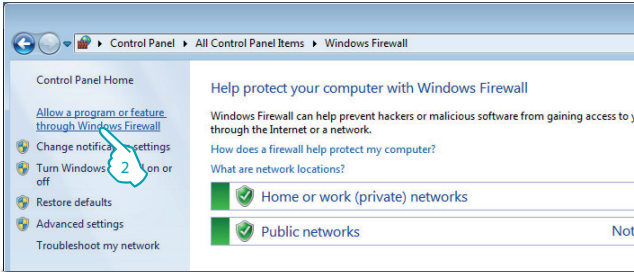 Control Panel ▸ All Control Panel Items ▸ Windows Firewall
Control Panel Home
Allow a program or feature
through Windows Firewall
Change notification settings
Turn Windows on or
off
Restore defaults
Advanced settings
Troubleshoot my network
2
Help protect your computer with Windows Firewall
Windows Firewall can help prevent hackers or malicious software from gaining access to y
through the Internet or a network.
How does a firewall help protect my computer?
What are network locations?
Home or work (private) networks
Public networks Not